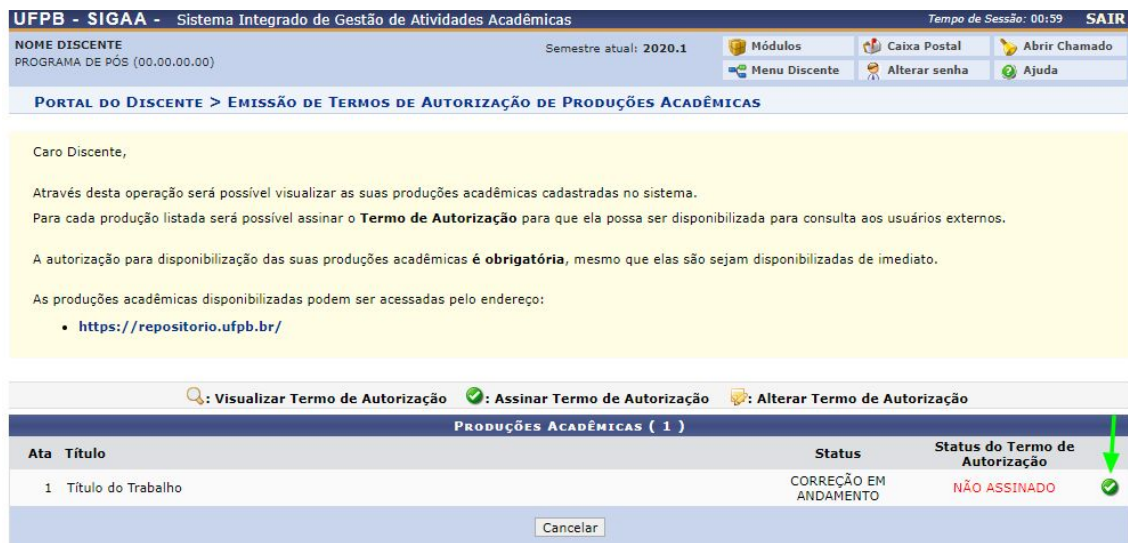 UFPB - SIGAA - Sistema Integrado de Gestão de Atividades Acadêmicas Tempo de Sessão: 00:59 SAIR
NOME DISCENTE Semestre atual: 2020.1 Módulos Caixa Postal Abrir Chamado
PROGRAMA DE PÓS (00.00.00.00) Menu Discente Alterar senha Ajuda
PORTAL DO DISCENTE > EMISSÃO DE TERMOS DE AUTORIZAÇÃO DE PRODUÇÕES ACADÊMICAS
Caro Discente,
Através desta operação será possível visualizar as suas produções acadêmicas cadastradas no sistema.
Para cada produção listada será possível assinar o Termo de Autorização para que ela possa ser disponibilizada para consulta aos usuários externos.
A autorização para disponibilização das suas produções acadêmicas é obrigatória, mesmo que elas são sejam disponibilizadas de imediato.
As produções acadêmicas disponibilizadas podem ser acessadas pelo endereço:
• https://repositorio.ufpb.br/
: Visualizar Termo de Autorização : Assinar Termo de Autorização : Alterar Termo de Autorização
PRODUÇÕES ACADÊMICAS ( 1 )
Ata Título Status Status do Termo de Autorização
1 Título do Trabalho CORREÇÃO EM ANDAMENTO NÃO ASSINADO
Cancelar